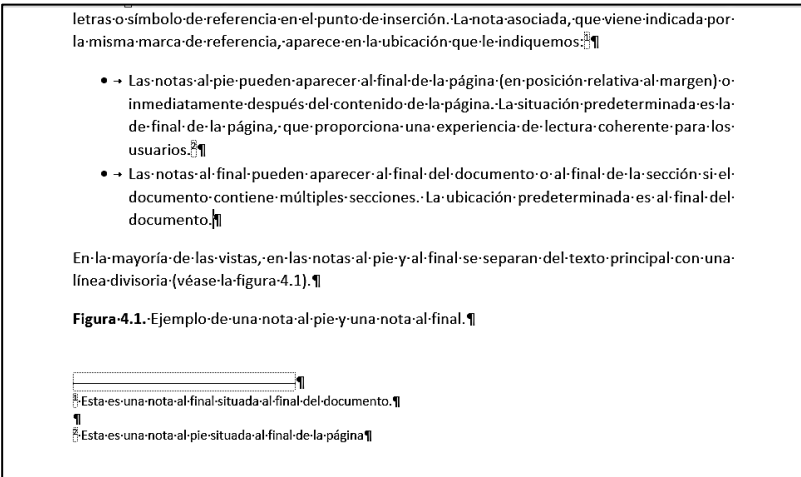 letras o símbolo de referencia en el punto de inserción. La nota asociada, que viene indicada por
la misma marca de referencia, aparece en la ubicación que le indiquemos:¶
● → Las notas al pie pueden aparecer al final de la página (en posición relativa al margen) o
inmediatamente después del contenido de la página. La situación predeterminada es la
de final de la página, que proporciona una experiencia de lectura coherente para los
usuarios.2¶
● → Las notas al final pueden aparecer al final del documento o al final de la sección si el
documento contiene múltiples secciones. La ubicación predeterminada es al final del
documento.¶
En la mayoría de las vistas, en las notas al pie y al final se separan del texto principal con una
línea divisoria (véase la figura 4.1).¶
Figura 4.1. Ejemplo de una nota al pie y una nota al final.¶
¶
Esta es una nota al final situada al final del documento.¶
¶
Esta es una nota al pie situada al final de la página¶